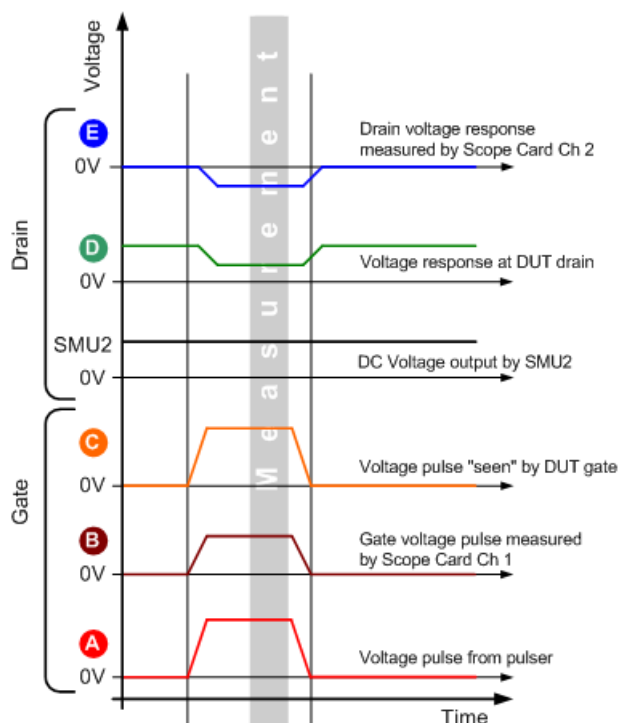 Voltage
Measurement
Drain
E
0V
Drain voltage response
measured by Scope Card Ch 2
D
0V
Voltage response at DUT drain
SMU2
0V
DC Voltage output by SMU2
Gate
C
0V
Voltage pulse "seen" by DUT gate
B
0V
Gate voltage pulse measured
by Scope Card Ch 1
A
0V
Voltage pulse from pulser
Time